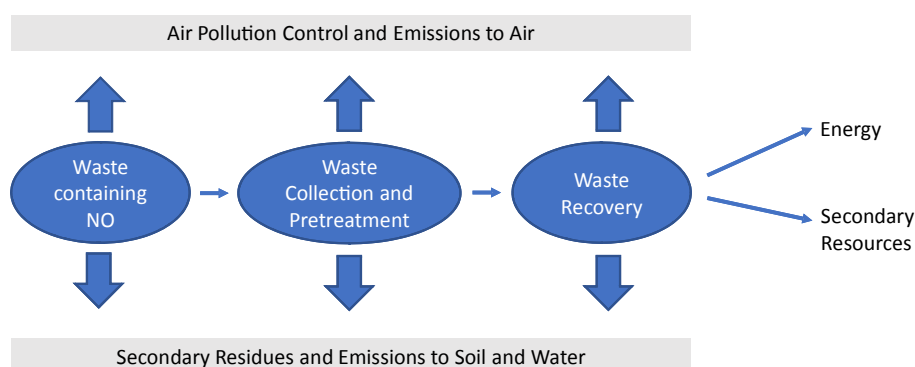 Air Pollution Control and Emissions to Air
Waste
containing
NO
Waste
Collection and
Pretreatment
Waste
Recovery
Energy
Secondary
Resources
Secondary Residues and Emissions to Soil and Water